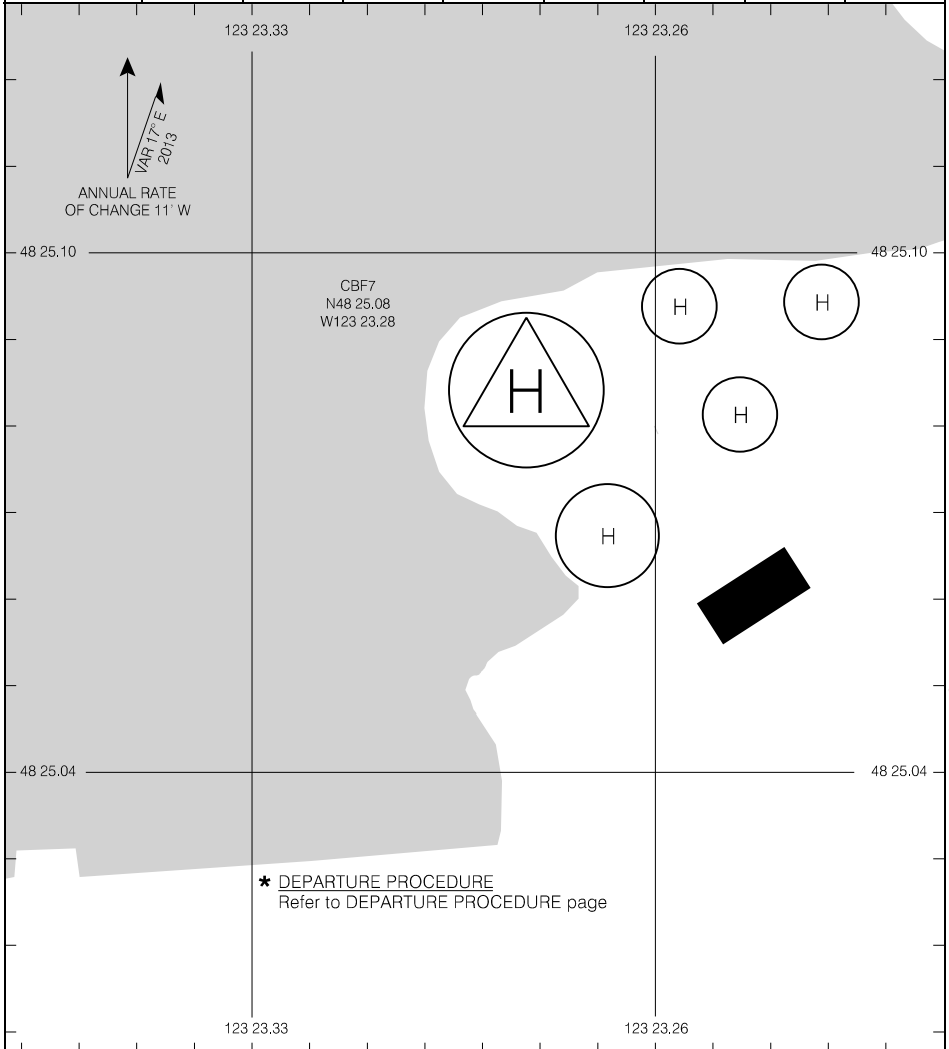 123 23.33
123 23.26
VAR 17° E
2013
ANNUAL RATE
OF CHANGE 11' W
48 25.10
48 25.10
CBF7
N48 25.08
W123 23.28
H
H
H
H
H
48 25.04
48 25.04
* DEPARTURE PROCEDURE
Refer to DEPARTURE PROCEDURE page
123 23.33
123 23.26